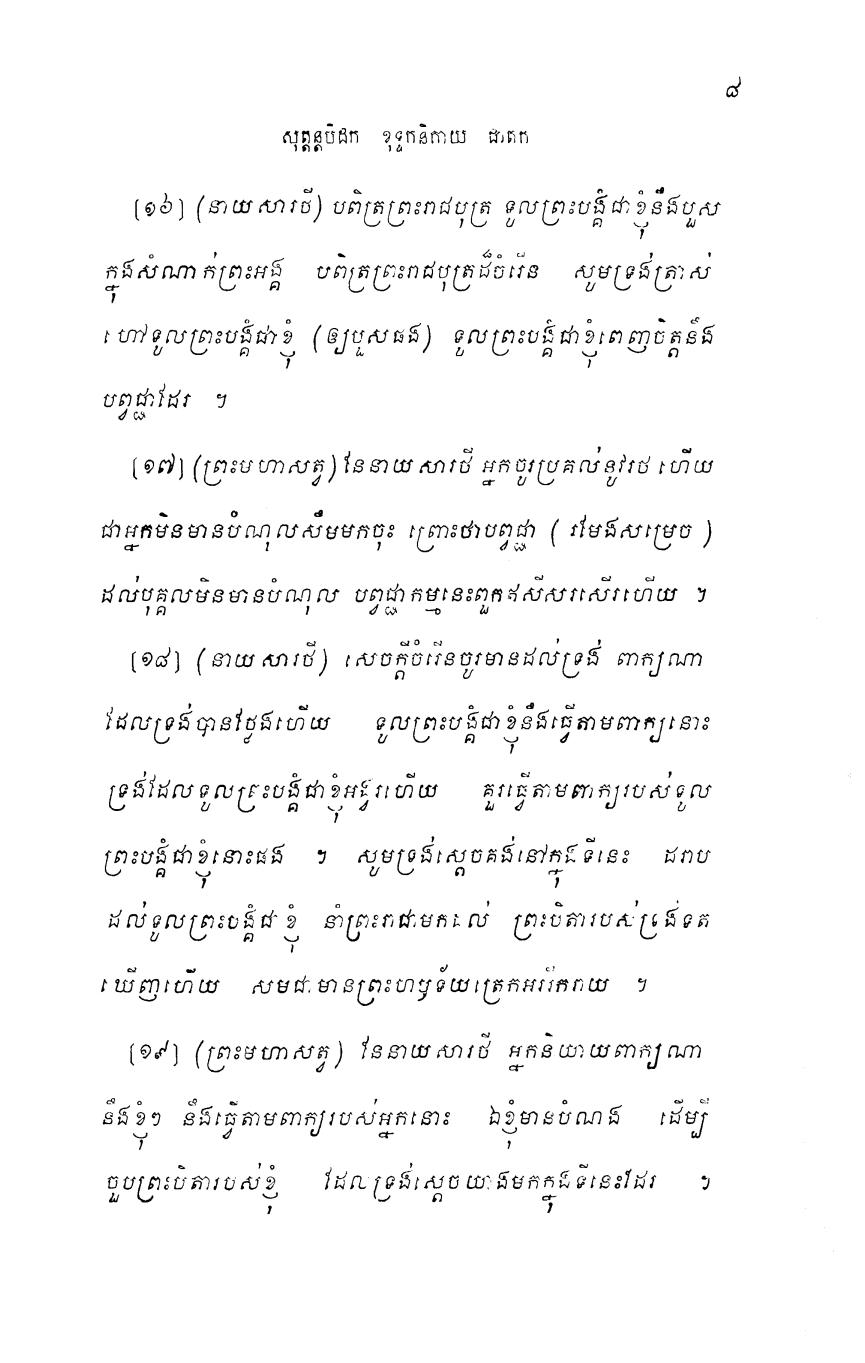 ៨
សុត្តន្តបិដក ខុទ្ទកនិកាយ ជាតក
[១៦] (នាយសារថី) បពិត្រព្រះរាជបុត្រ ទូលព្រះបង្គំជាខ្ញុំនឹងបួស
ក្នុងសំណាក់ព្រះអង្គ បពិត្រព្រះរាជបុត្រដ៏ចំរើន សូមទ្រង់ត្រាស់
ហៅទូលព្រះបង្គំជាខ្ញុំ (ឲ្យបួសផង) ទូលព្រះបង្គំជាខ្ញុំពេញចិត្តនឹង
បព្វជ្ជាដែរ ។
[១៧] (ព្រះមហាសត្វ) នែនាយសារថី អ្នកចូរប្រគល់នូវរថ ហើយ
ជាអ្នកមិនមានបំណុលសឹមមកចុះ ព្រោះថាបព្វជ្ជា ( រមែងសម្រេច )
ដល់បុគ្គលមិនមានបំណុល បព្វជ្ជាកម្មនេះពួកឥសីសរសើរហើយ ។
[១៨] (នាយសារថី) សេចក្តីចំរើនចូរមានដល់ទ្រង់ ពាក្យណា
ដែលទ្រង់បានថ្លែងហើយ ទូលព្រះបង្គំជាខ្ញុំនឹងធ្វើតាមពាក្យនោះ
ទ្រង់ដែលទូលព្រះបង្គំជាខ្ញុំអង្វរហើយ គួរធ្វើតាមពាក្យរបស់ទូល
ព្រះបង្គំជាខ្ញុំនោះផង ។ សូមទ្រង់ស្តេចគង់នៅក្នុងទីនេះ ដរាប
ដល់ទូលព្រះបង្គំជាខ្ញុំ នាំព្រះរាជាមកដល់ ព្រះបិតារបស់ទ្រង់ទត
ឃើញហើយ សមជាមានព្រះហឫទ័យត្រេកអររីករាយ ។
[១៩] (ព្រះមហាសត្វ) នែនាយសារថី អ្នកនិយាយពាក្យណា
នឹងខ្ញុំៗ នឹងធ្វើតាមពាក្យរបស់អ្នកនោះ ឯខ្ញុំមានបំណង ដើម្បី
ចួបព្រះបិតារបស់ខ្ញុំ ដែលទ្រង់ស្តេចយាងមកក្នុងទីនេះដែរ ។